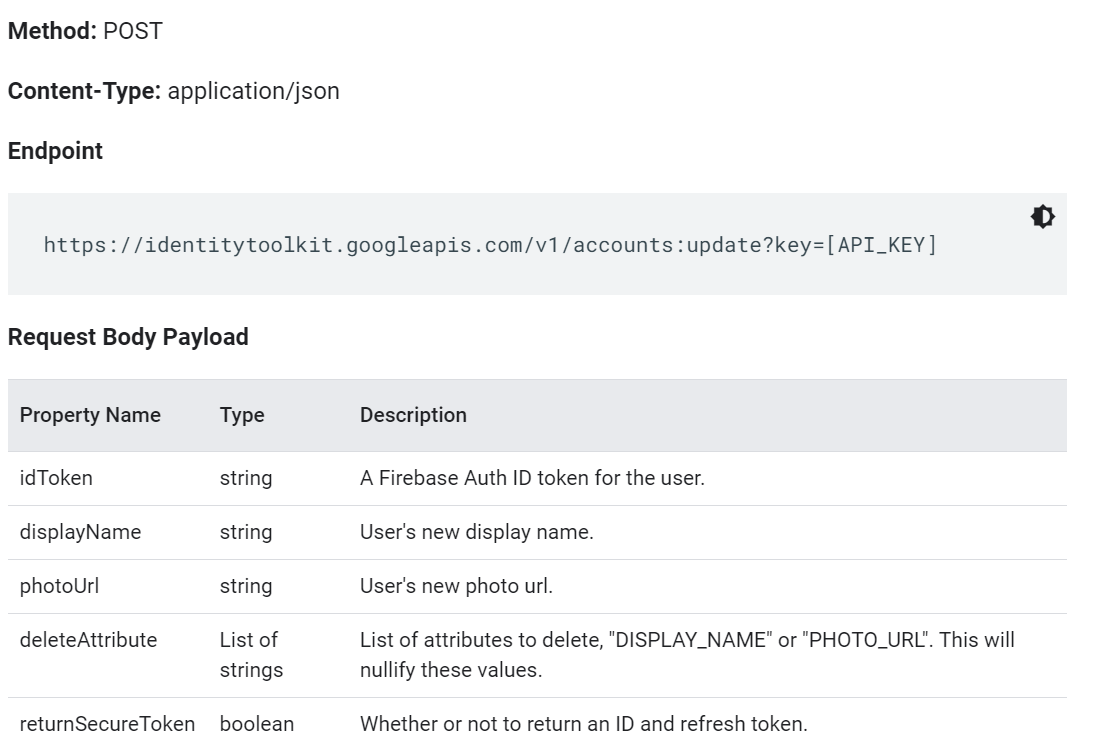 Method: POST
Content-Type: application/json
Endpoint
https://identitytoolkit.googleapis.com/v1/accounts:update?key=[API_KEY]
Request Body Payload
Property Name Type Description
idToken string A Firebase Auth ID token for the user.
displayName string User's new display name.
photoUrl string User's new photo url.
deleteAttribute List of strings List of attributes to delete, "DISPLAY_NAME" or "PHOTO_URL". This will nullify these values.
returnSecureToken boolean Whether or not to return an ID and refresh token.